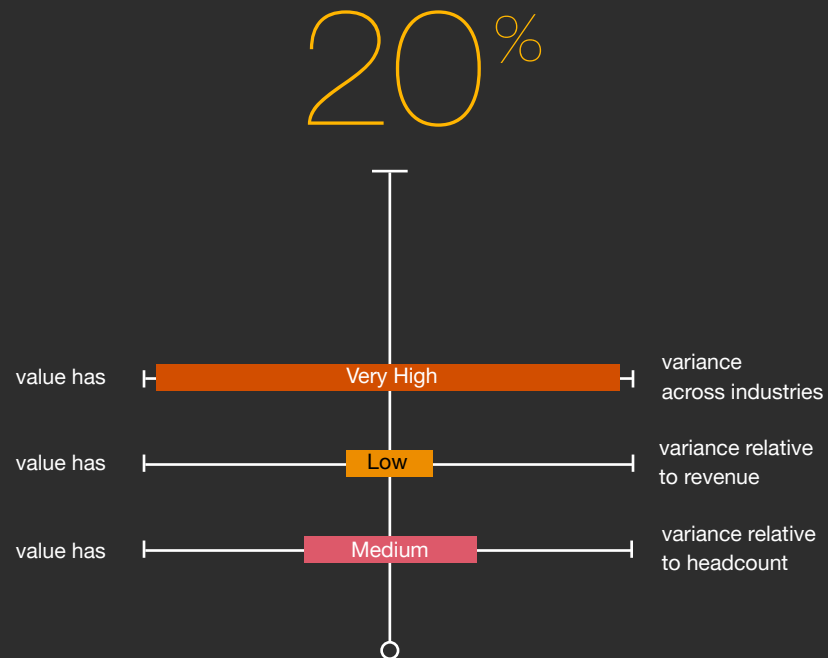 20%
value has
Very High
variance
across industries
value has
Low
variance relative
to revenue
value has
Medium
variance relative
to headcount